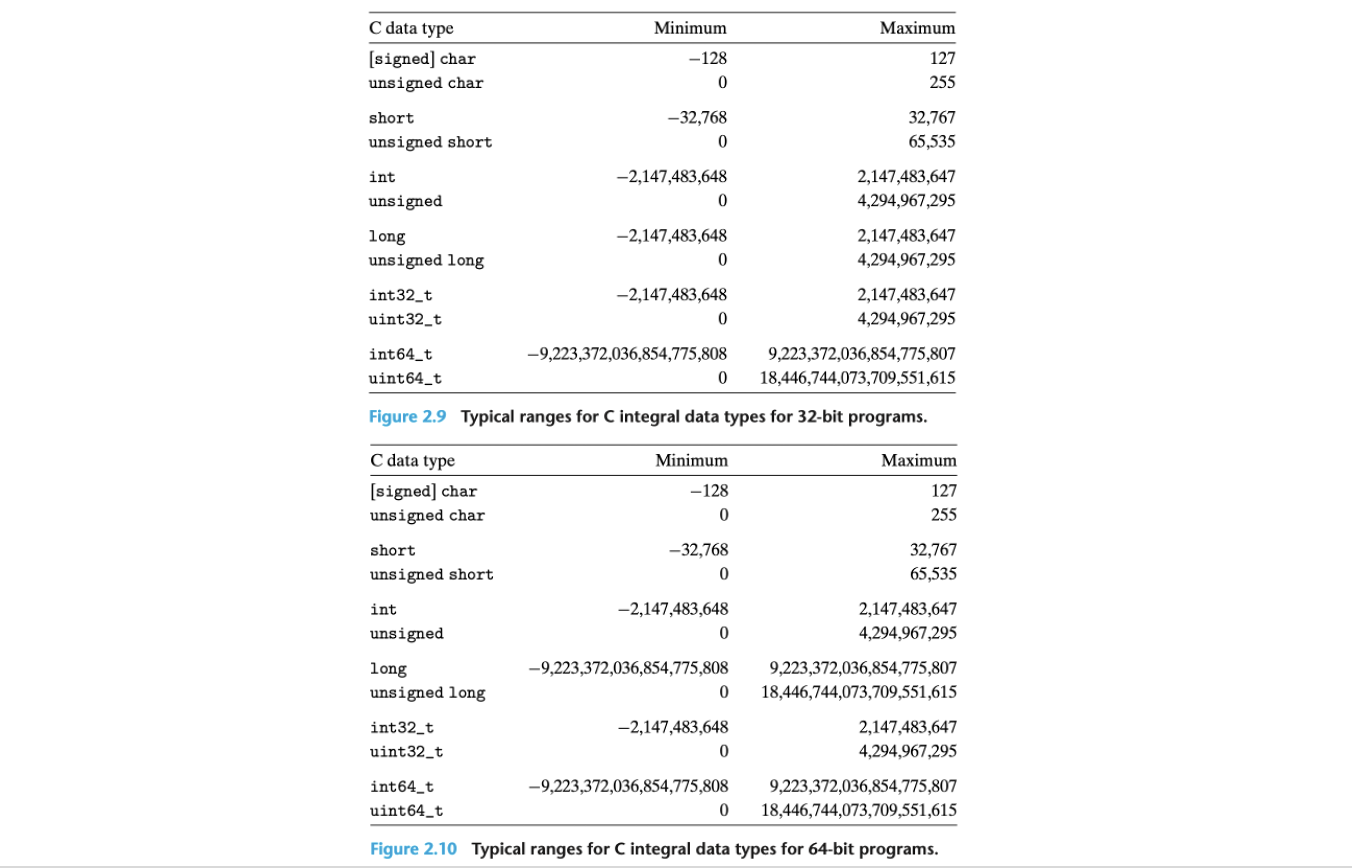 C data type Minimum Maximum
[signed] char −128 127
unsigned char 0 255
short −32,768 32,767
unsigned short 0 65,535
int −2,147,483,648 2,147,483,647
unsigned 0 4,294,967,295
long −2,147,483,648 2,147,483,647
unsigned long 0 4,294,967,295
int32_t −2,147,483,648 2,147,483,647
uint32_t 0 4,294,967,295
int64_t −9,223,372,036,854,775,808 9,223,372,036,854,775,807
uint64_t 0 18,446,744,073,709,551,615
Figure 2.9 Typical ranges for C integral data types for 32-bit programs.
C data type Minimum Maximum
[signed] char −128 127
unsigned char 0 255
short −32,768 32,767
unsigned short 0 65,535
int −2,147,483,648 2,147,483,647
unsigned 0 4,294,967,295
long −9,223,372,036,854,775,808 9,223,372,036,854,775,807
unsigned long 0 18,446,744,073,709,551,615
int32_t −2,147,483,648 2,147,483,647
uint32_t 0 4,294,967,295
int64_t −9,223,372,036,854,775,808 9,223,372,036,854,775,807
uint64_t 0 18,446,744,073,709,551,615
Figure 2.10 Typical ranges for C integral data types for 64-bit programs.